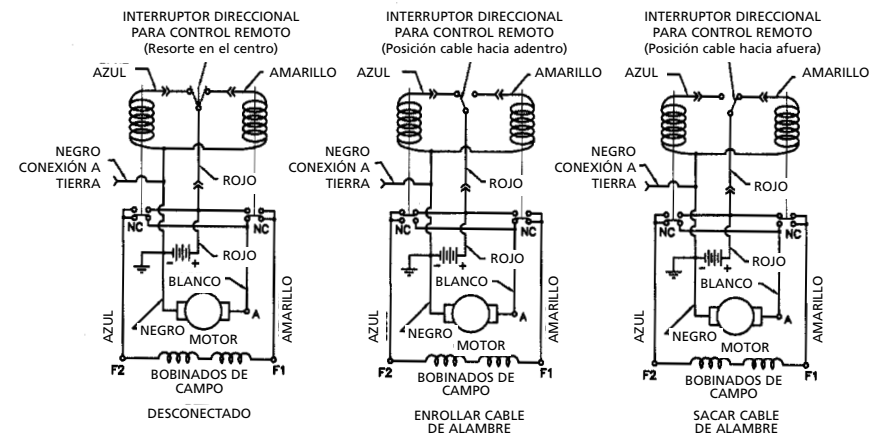 INTERRUPTOR DIRECCIONAL
PARA CONTROL REMOTO
(Resorte en el centro)
AZUL
AMARILLO
NEGRO
CONEXIÓN A
TIERRA
ROJO
NC
NC
ROJO
- +
BLANCO
A
AZUL
NEGRO
MOTOR
AMARILLO
F2
F1
BOBINADOS DE
CAMPO
DESCONECTADO
INTERRUPTOR DIRECCIONAL
PARA CONTROL REMOTO
(Posición cable hacia adentro)
AZUL
AMARILLO
NEGRO
CONEXIÓN A
TIERRA
ROJO
NC
NC
ROJO
- +
BLANCO
A
AZUL
NEGRO
MOTOR
AMARILLO
F2
F1
BOBINADOS DE
CAMPO
ENROLLAR CABLE
DE ALAMBRE
INTERRUPTOR DIRECCIONAL
PARA CONTROL REMOTO
(Posición cable hacia afuera)
AZUL
AMARILLO
NEGRO
CONEXIÓN A
TIERRA
ROJO
NC
NC
ROJO
- +
BLANCO
A
AZUL
NEGRO
MOTOR
AMARILLO
F2
F1
BOBINADOS DE
CAMPO
SACAR CABLE
DE ALAMBRE